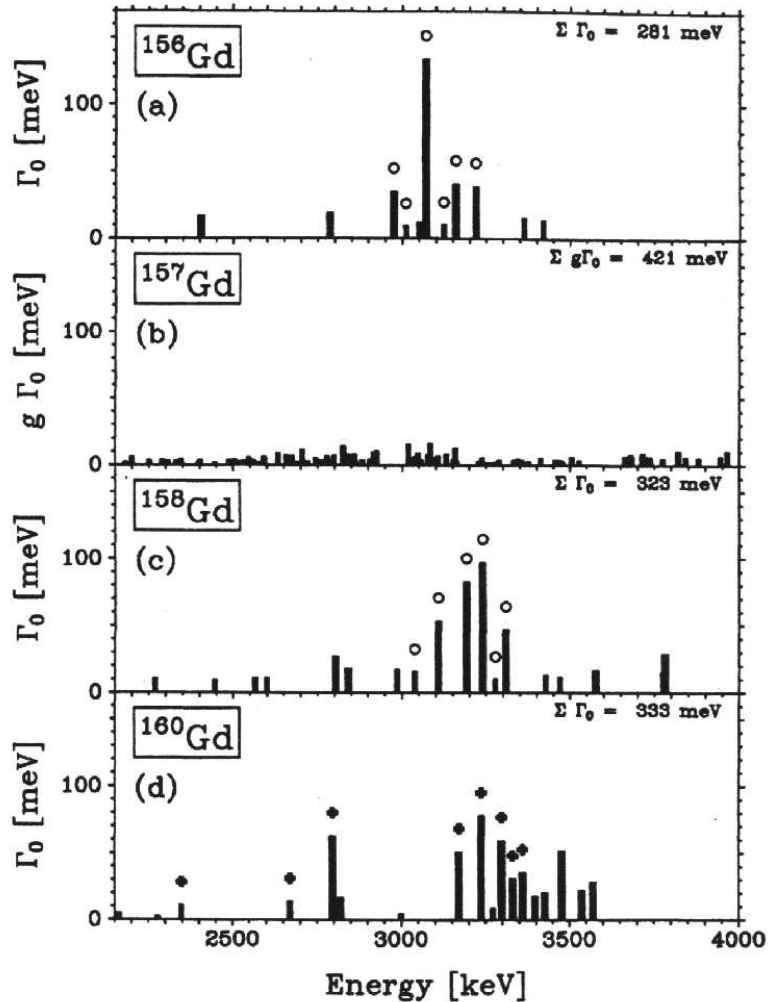 ¹⁵⁶Gd
Σ Γ₀ = 281 meV
(a)
Γ₀ [meV]
100
0
¹⁵⁷Gd
Σ gΓ₀ = 421 meV
(b)
g Γ₀ [meV]
100
0
¹⁵⁸Gd
Σ Γ₀ = 323 meV
(c)
Γ₀ [meV]
100
0
¹⁶⁰Gd
Σ Γ₀ = 333 meV
(d)
Γ₀ [meV]
100
0
2500 3000 3500 4000
Energy [keV]